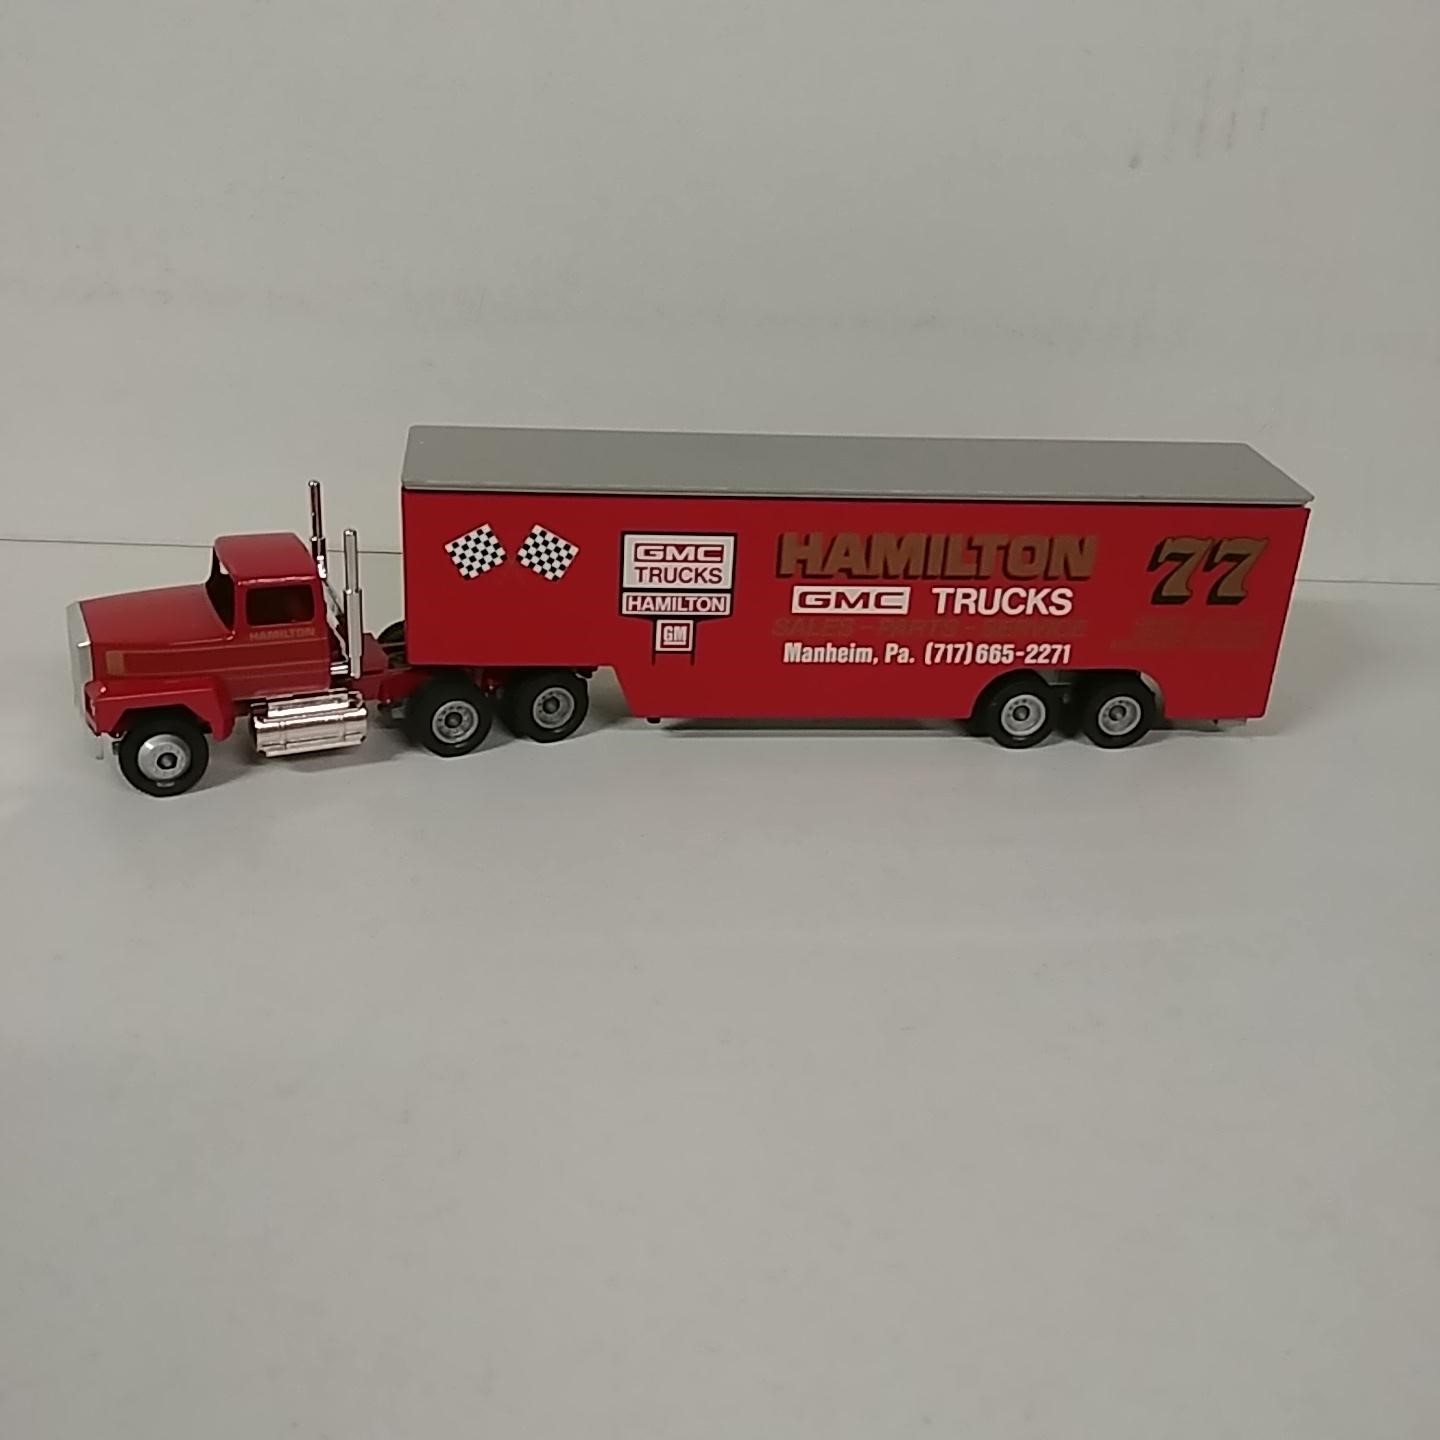 GMC
TRUCKS
HAMILTON
GM
HAMILTON
GMC TRUCKS
SALES - PARTS - SERVICE
Manheim, Pa. (717)665-2271
77
HAMILTON